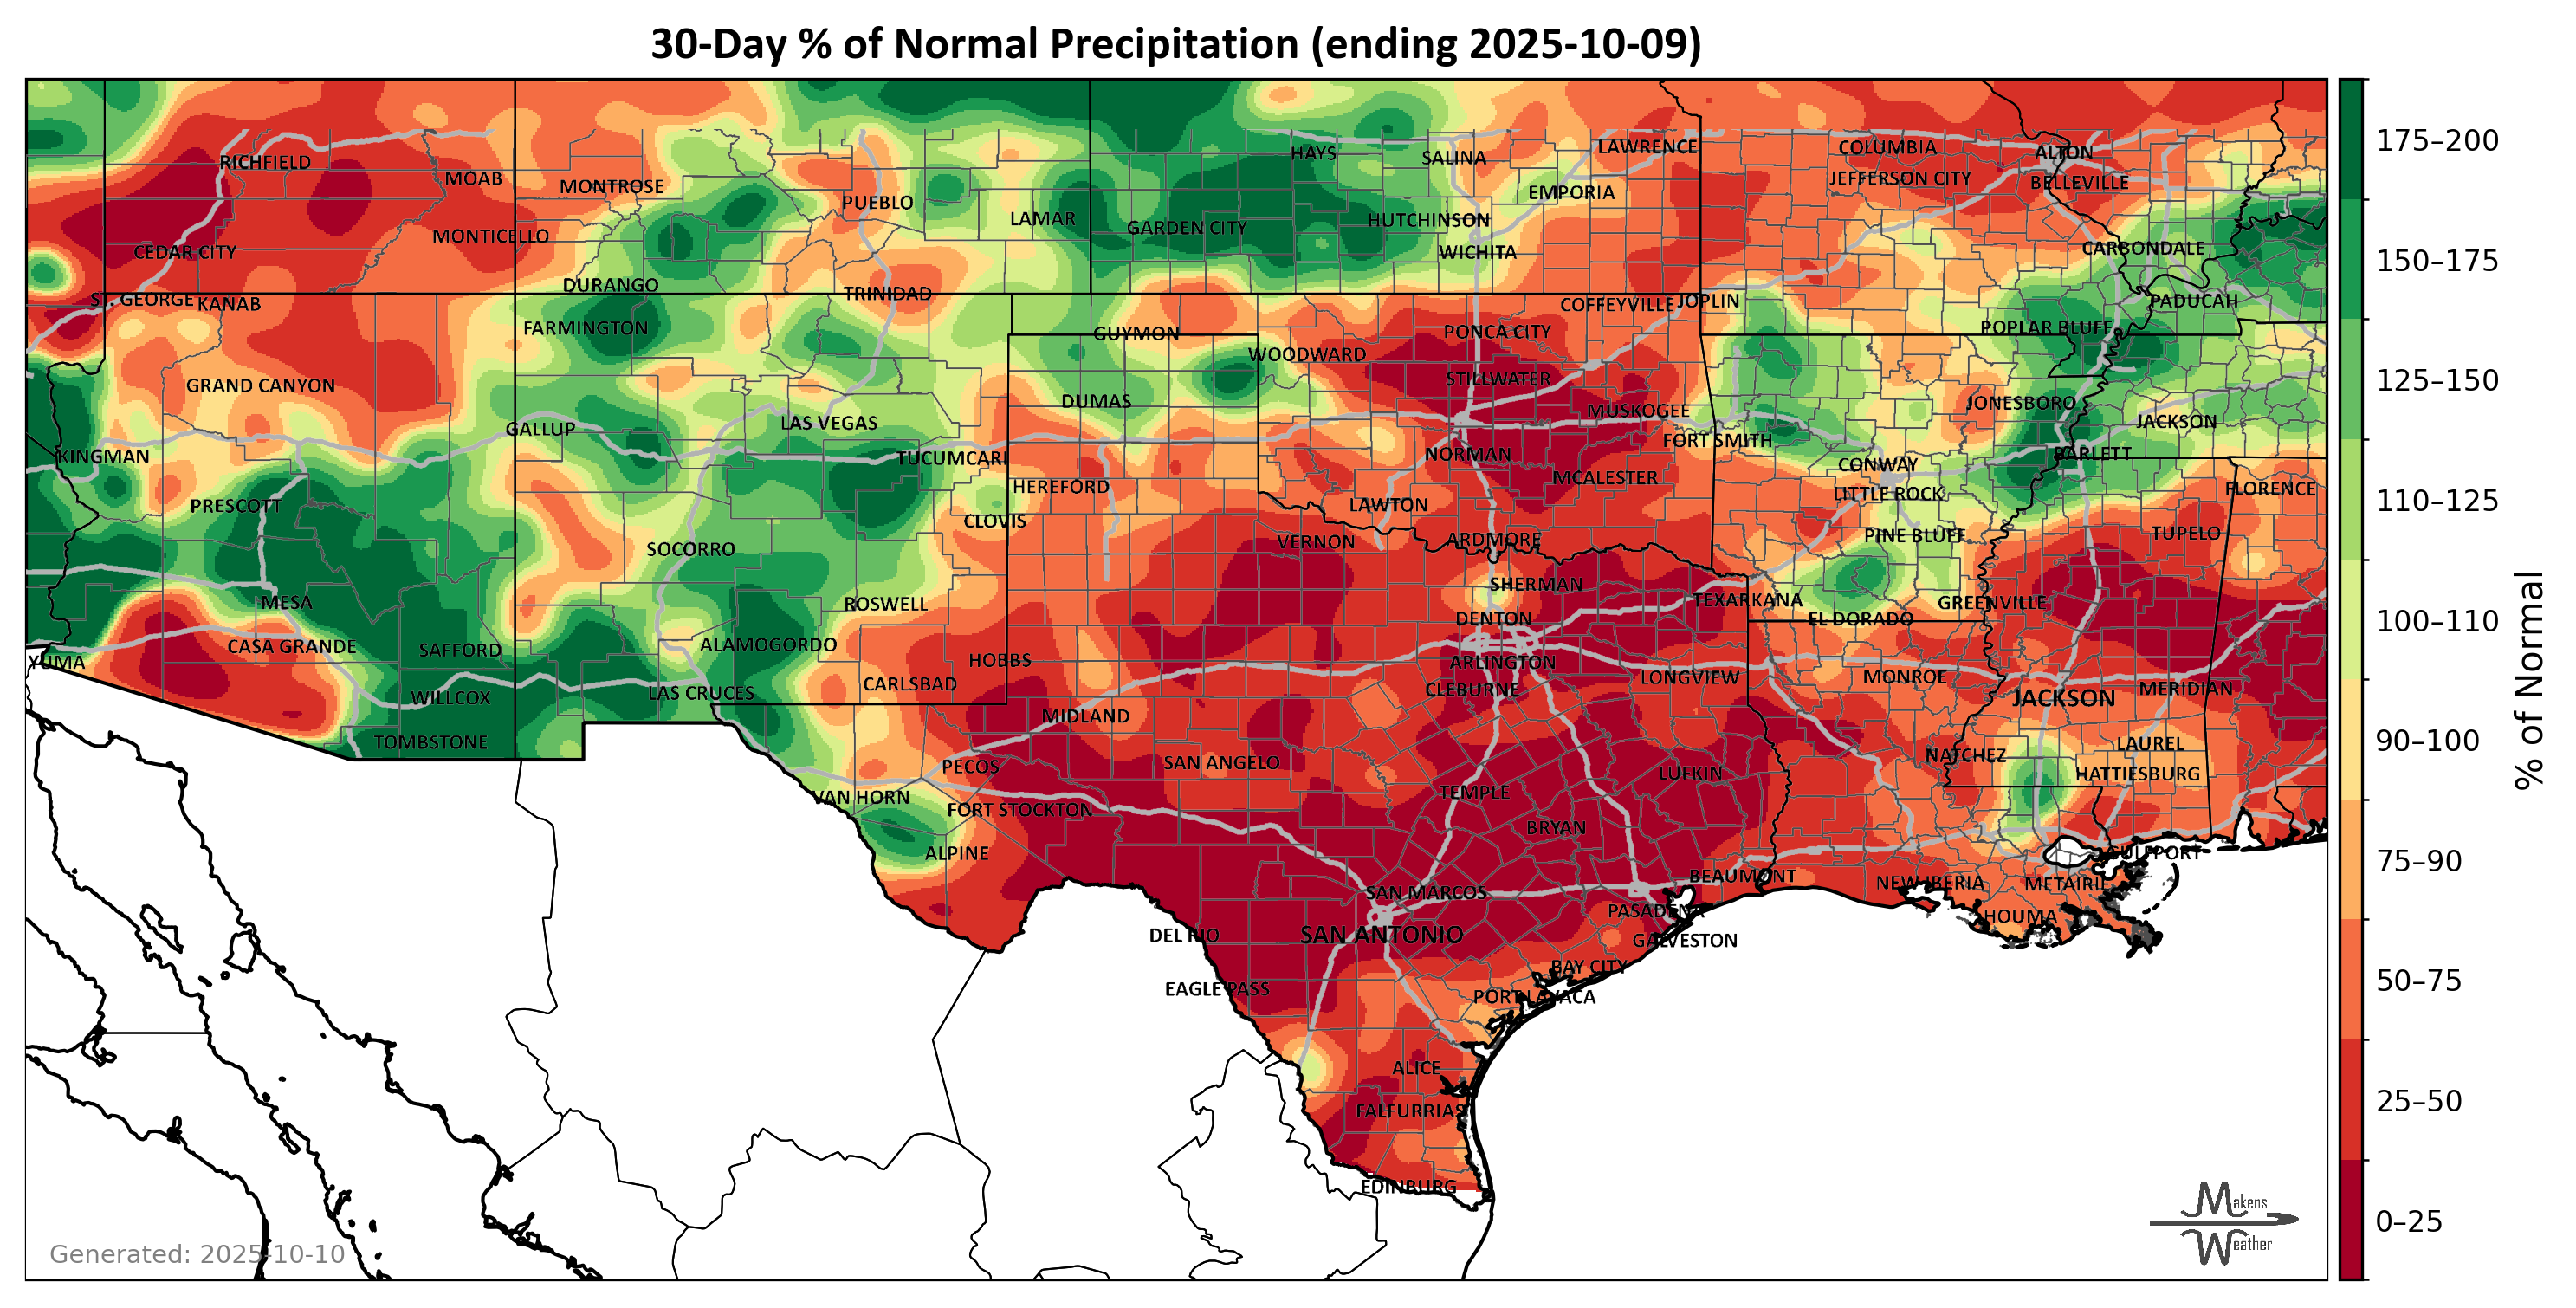 30-Day % of Normal Precipitation (ending 2025-10-09)
RICHFIELD
MOAB
MONTROSE
PUEBLO
LAMAR
HAYS
SALINA
LAWRENCE
COLUMBIA
ALTON
JEFFERSON CITY
BELLEVILLE
EMPORIA
GARDEN CITY
HUTCHINSON
WICHITA
MONTICELLO
CEDAR CITY
CARBONDALE
DURANGO
TRINIDAD
ST. GEORGE
KANAB
COFFEYVILLE
JOPLIN
PADUCAH
FARMINGTON
GUYMON
PONCA CITY
POPLAR BLUFF
WOODWARD
GRAND CANYON
STILLWATER
DUMAS
MUSKOGEE
JONESBORO
LAS VEGAS
GALLUP
JACKSON
FORT SMITH
KINGMAN
TUCUMCARI
NORMAN
BARLETT
CONWAY
HEREFORD
MCALESTER
LITTLE ROCK
FLORENCE
PRESCOTT
LAWTON
CLOVIS
VERNON
ARDMORE
PINE BLUFF
TUPELO
SOCORRO
SHERMAN
MESA
ROSWELL
TEXARKANA
GREENVILLE
DENTON
EL DORADO
CASA GRANDE
SAFFORD
ALAMOGORDO
YUMA
HOBBS
ARLINGTON
LONGVIEW
MONROE
WILLCOX
LAS CRUCES
CARLSBAD
CLEBURNE
JACKSON
MERIDIAN
MIDLAND
TOMBSTONE
LAUREL
NATCHEZ
PECOS
SAN ANGELO
LUFKIN
HATTIESBURG
VAN HORN
FORT STOCKTON
TEMPLE
BRYAN
ALPINE
GULFPORT
SAN MARCOS
BEAUMONT
NEW IBERIA
METAIRIE
PASADENA
HOUMA
DEL RIO
SAN ANTONIO
GALVESTON
BAY CITY
EAGLE PASS
PORT LAVACA
ALICE
FALFURRIAS
EDINBURG
175–200
150–175
125–150
110–125
100–110
90–100
75–90
50–75
25–50
0–25
% of Normal
Generated: 2025-10-10
Makens
Weather